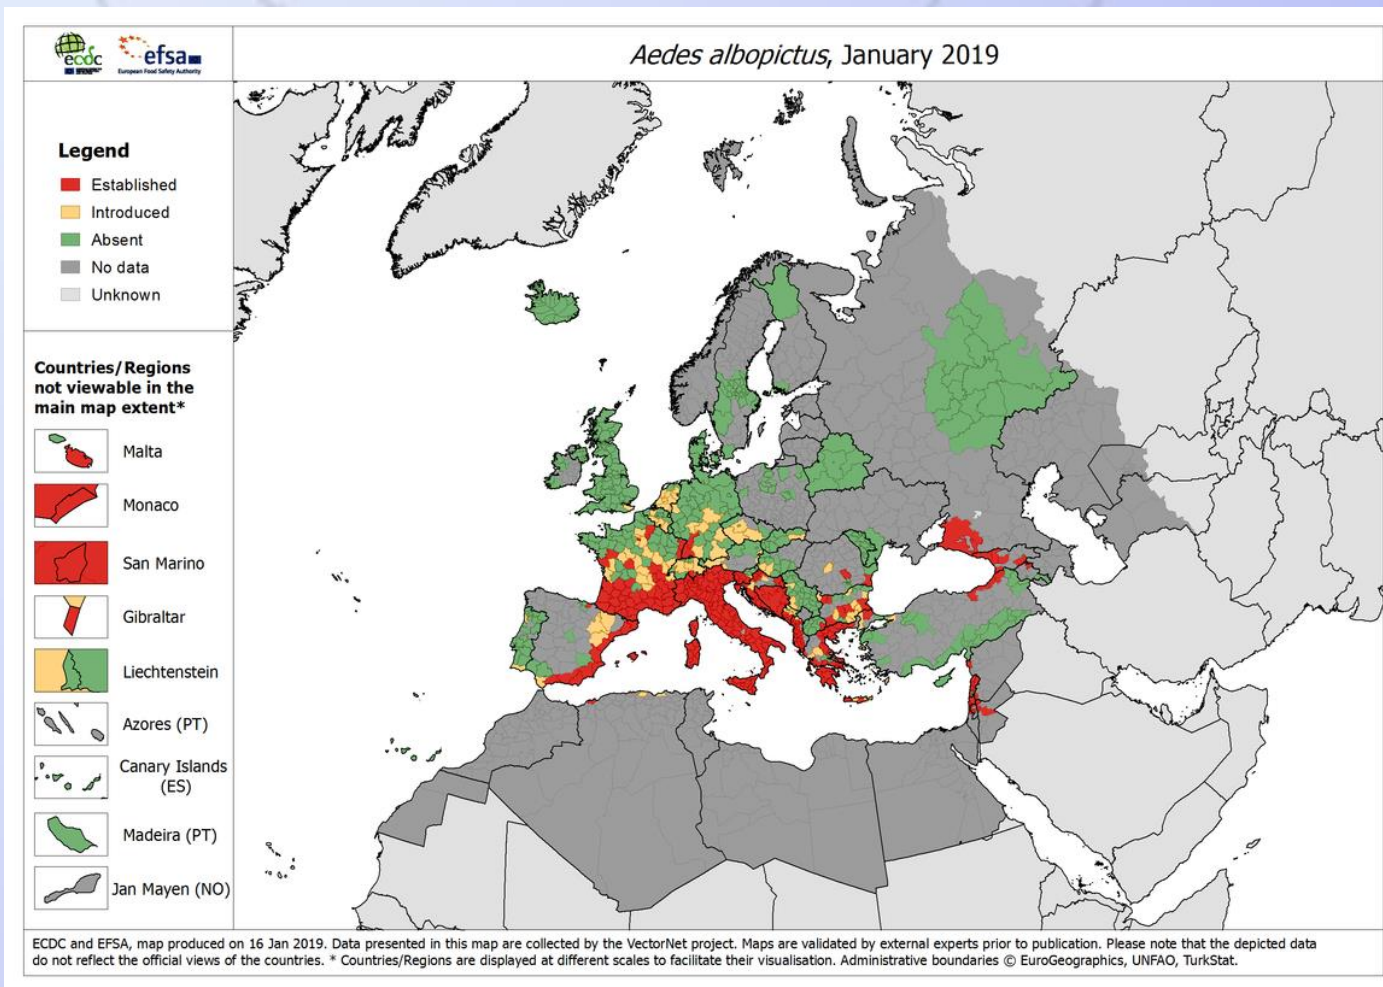 ecdc
efsa
European Food Safety Authority
Aedes albopictus, January 2019
Legend
Established
Introduced
Absent
No data
Unknown
Countries/Regions
not viewable in the
main map extent*
Malta
Monaco
San Marino
Gibraltar
Liechtenstein
Azores (PT)
Canary Islands
(ES)
Madeira (PT)
Jan Mayen (NO)
ECDC and EFSA, map produced on 16 Jan 2019. Data presented in this map are collected by the VectorNet project. Maps are validated by external experts prior to publication. Please note that the depicted data
do not reflect the official views of the countries. * Countries/Regions are displayed at different scales to facilitate their visualisation. Administrative boundaries © EuroGeographics, UNFAO, TurkStat.